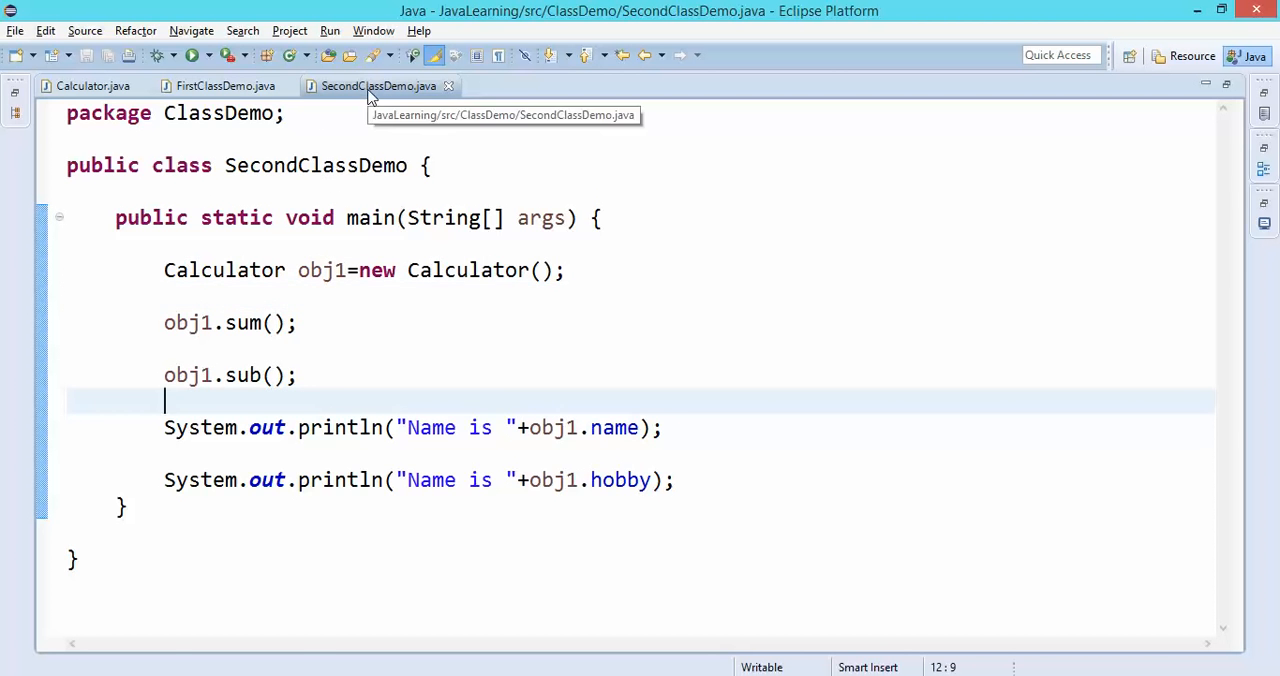 Java - JavaLearning/src/ClassDemo/SecondClassDemo.java - Eclipse Platform
File Edit Source Refactor Navigate Search Project Run Window Help
Quick Access Resource Java
Calculator.java FirstClassDemo.java SecondClassDemo.java
JavaLearning/src/ClassDemo/SecondClassDemo.java
package ClassDemo;
public class SecondClassDemo {
public static void main(String[] args) {
Calculator obj1=new Calculator();
obj1.sum();
obj1.sub();
System.out.println("Name is "+obj1.name);
System.out.println("Name is "+obj1.hobby);
}
}
Writable Smart Insert 12 : 9